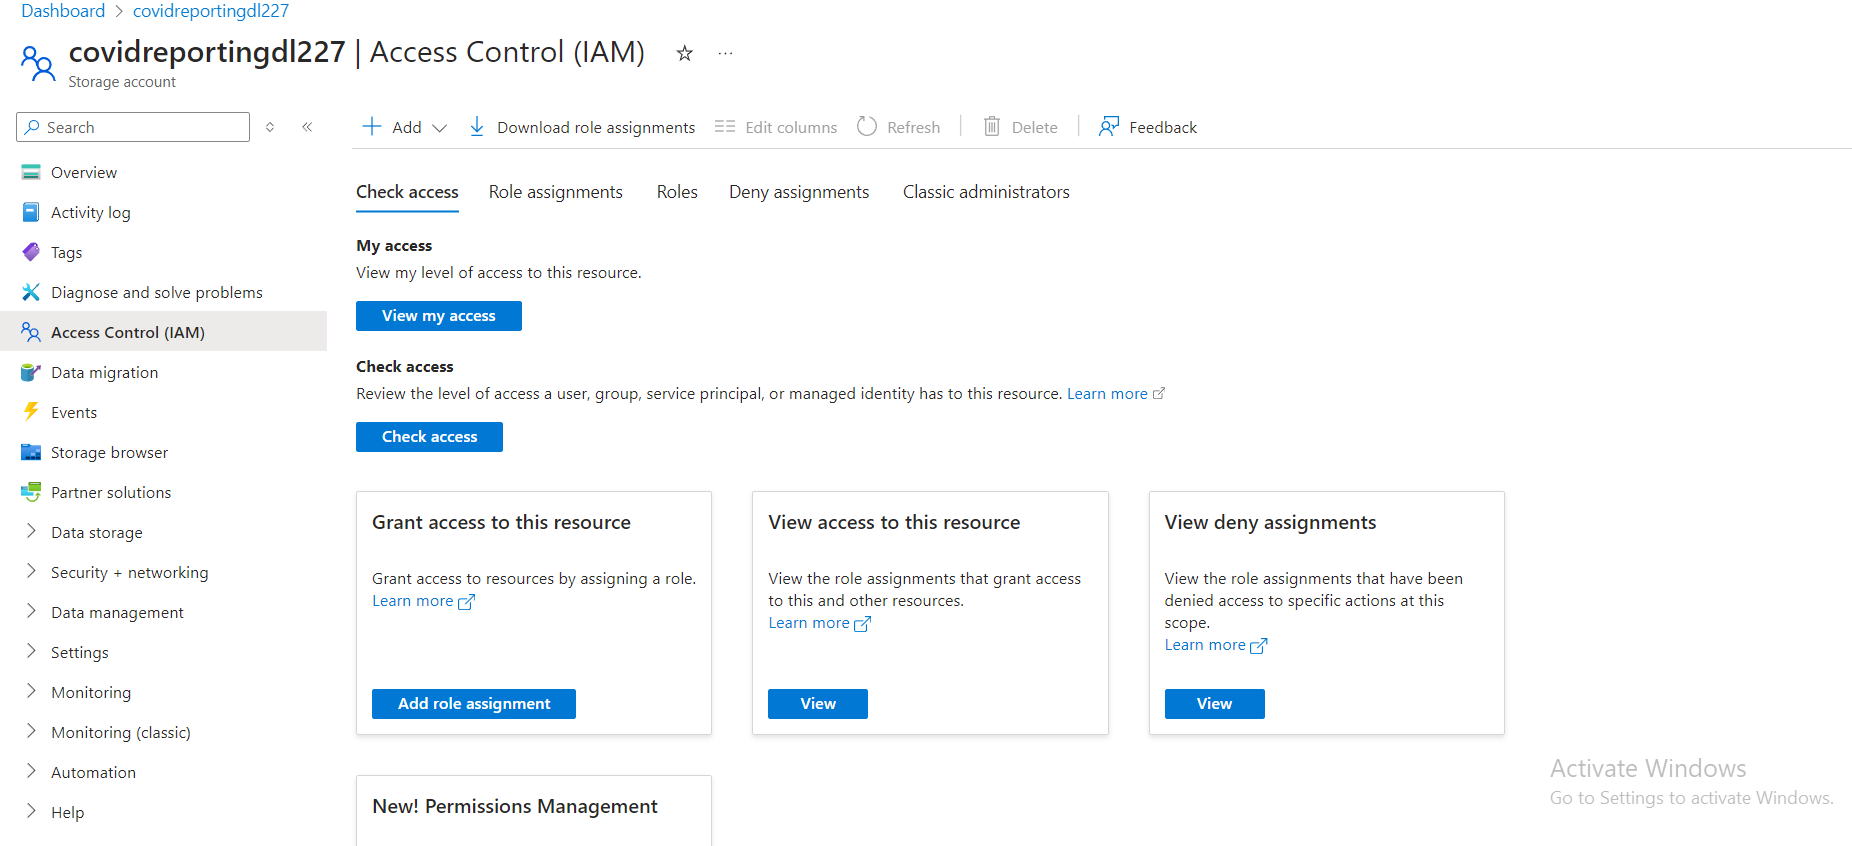 Dashboard > covidreportingdl227
covidreportingdl227 | Access Control (IAM) ☆ ...
Storage account
Search
Overview
Activity log
Tags
Diagnose and solve problems
Access Control (IAM)
Data migration
Events
Storage browser
Partner solutions
Data storage
Security + networking
Data management
Settings
Monitoring
Monitoring (classic)
Automation
Help
Add Download role assignments Edit columns Refresh Delete Feedback
Check access Role assignments Roles Deny assignments Classic administrators
My access
View my level of access to this resource.
View my access
Check access
Review the level of access a user, group, service principal, or managed identity has to this resource. Learn more
Check access
Grant access to this resource
Grant access to resources by assigning a role.
Learn more
Add role assignment
View access to this resource
View the role assignments that grant access
to this and other resources.
Learn more
View
View deny assignments
View the role assignments that have been
denied access to specific actions at this
scope.
Learn more
View
New! Permissions Management
Activate Windows
Go to Settings to activate Windows.